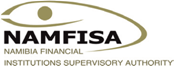 NAMFISA
NAMIBIA FINANCIAL
INSTITUTIONS SUPERVISORY AUTHORITY